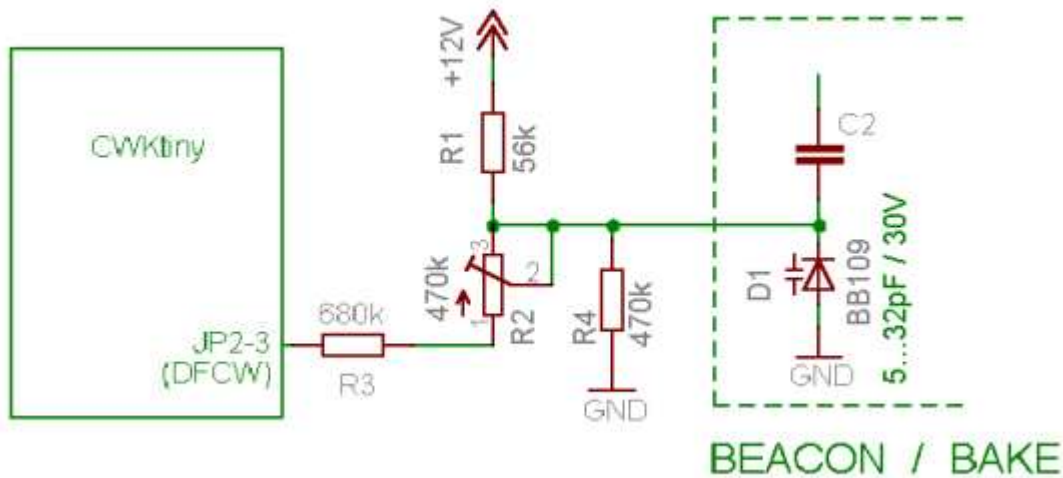 CWKtiny
JP2-3
(DFCW)
680k
R3
+12V
R1
56k
470k
3
2
1
R2
R4
470k
GND
C2
D1
BB109
5...32pF / 30V
GND
BEACON / BAKE